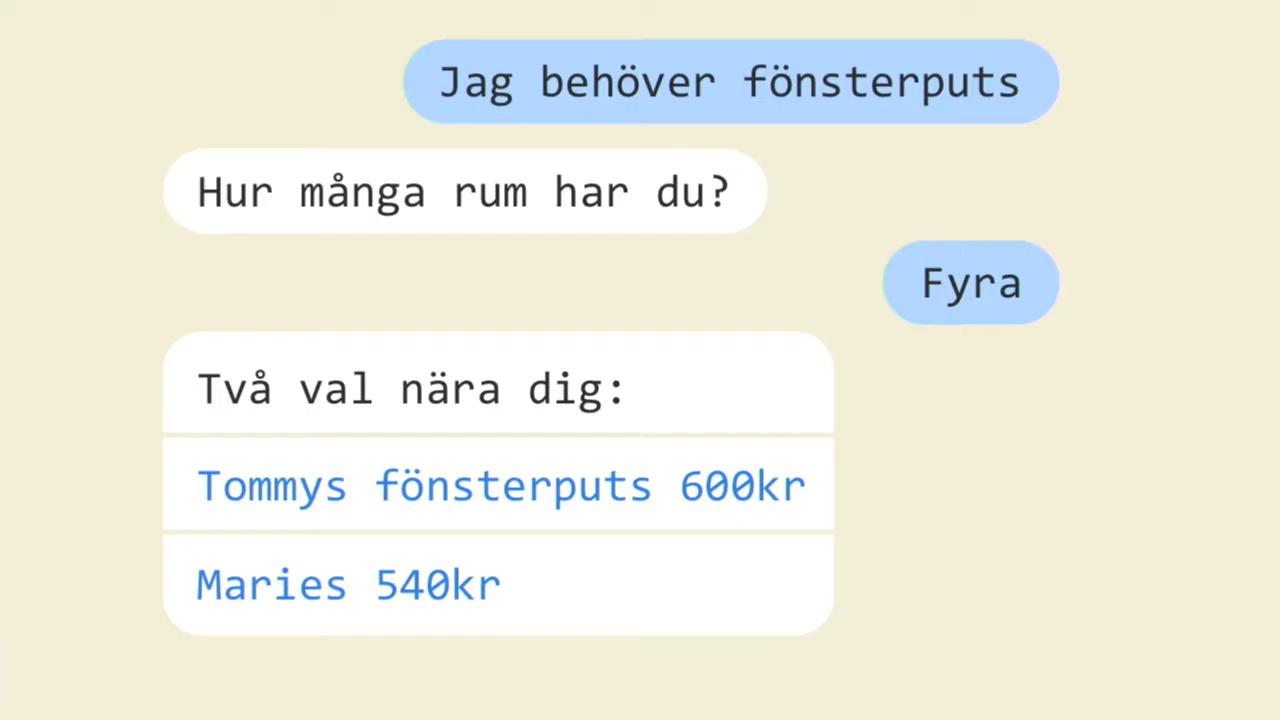 Jag behöver fönsterputs
Hur många rum har du?
Fyra
Två val nära dig:
Tommys fönsterputs 600kr
Maries 540kr